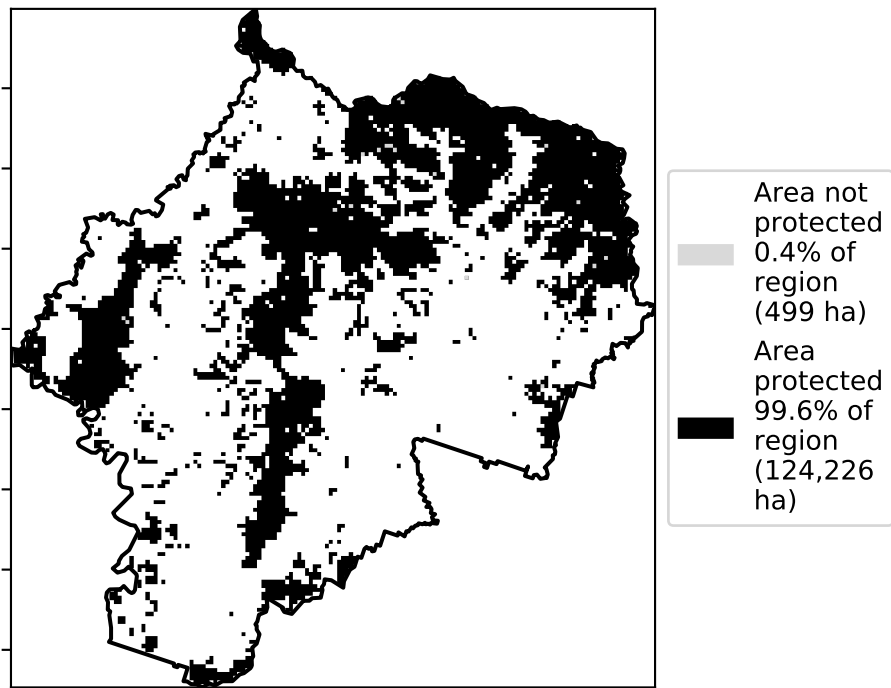 Area not
protected
0.4% of
region
(499 ha)
Area
protected
99.6% of
region
(124,226
ha)